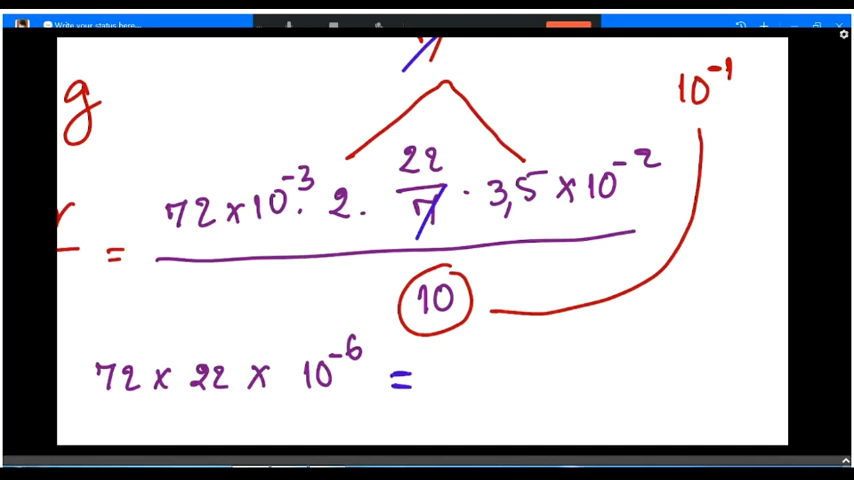 Write your status here...
10⁻¹
g
22
72 × 10⁻³ . 2 . — . 3,5 × 10⁻²
7
=
10
72 × 22 × 10⁻⁶ =